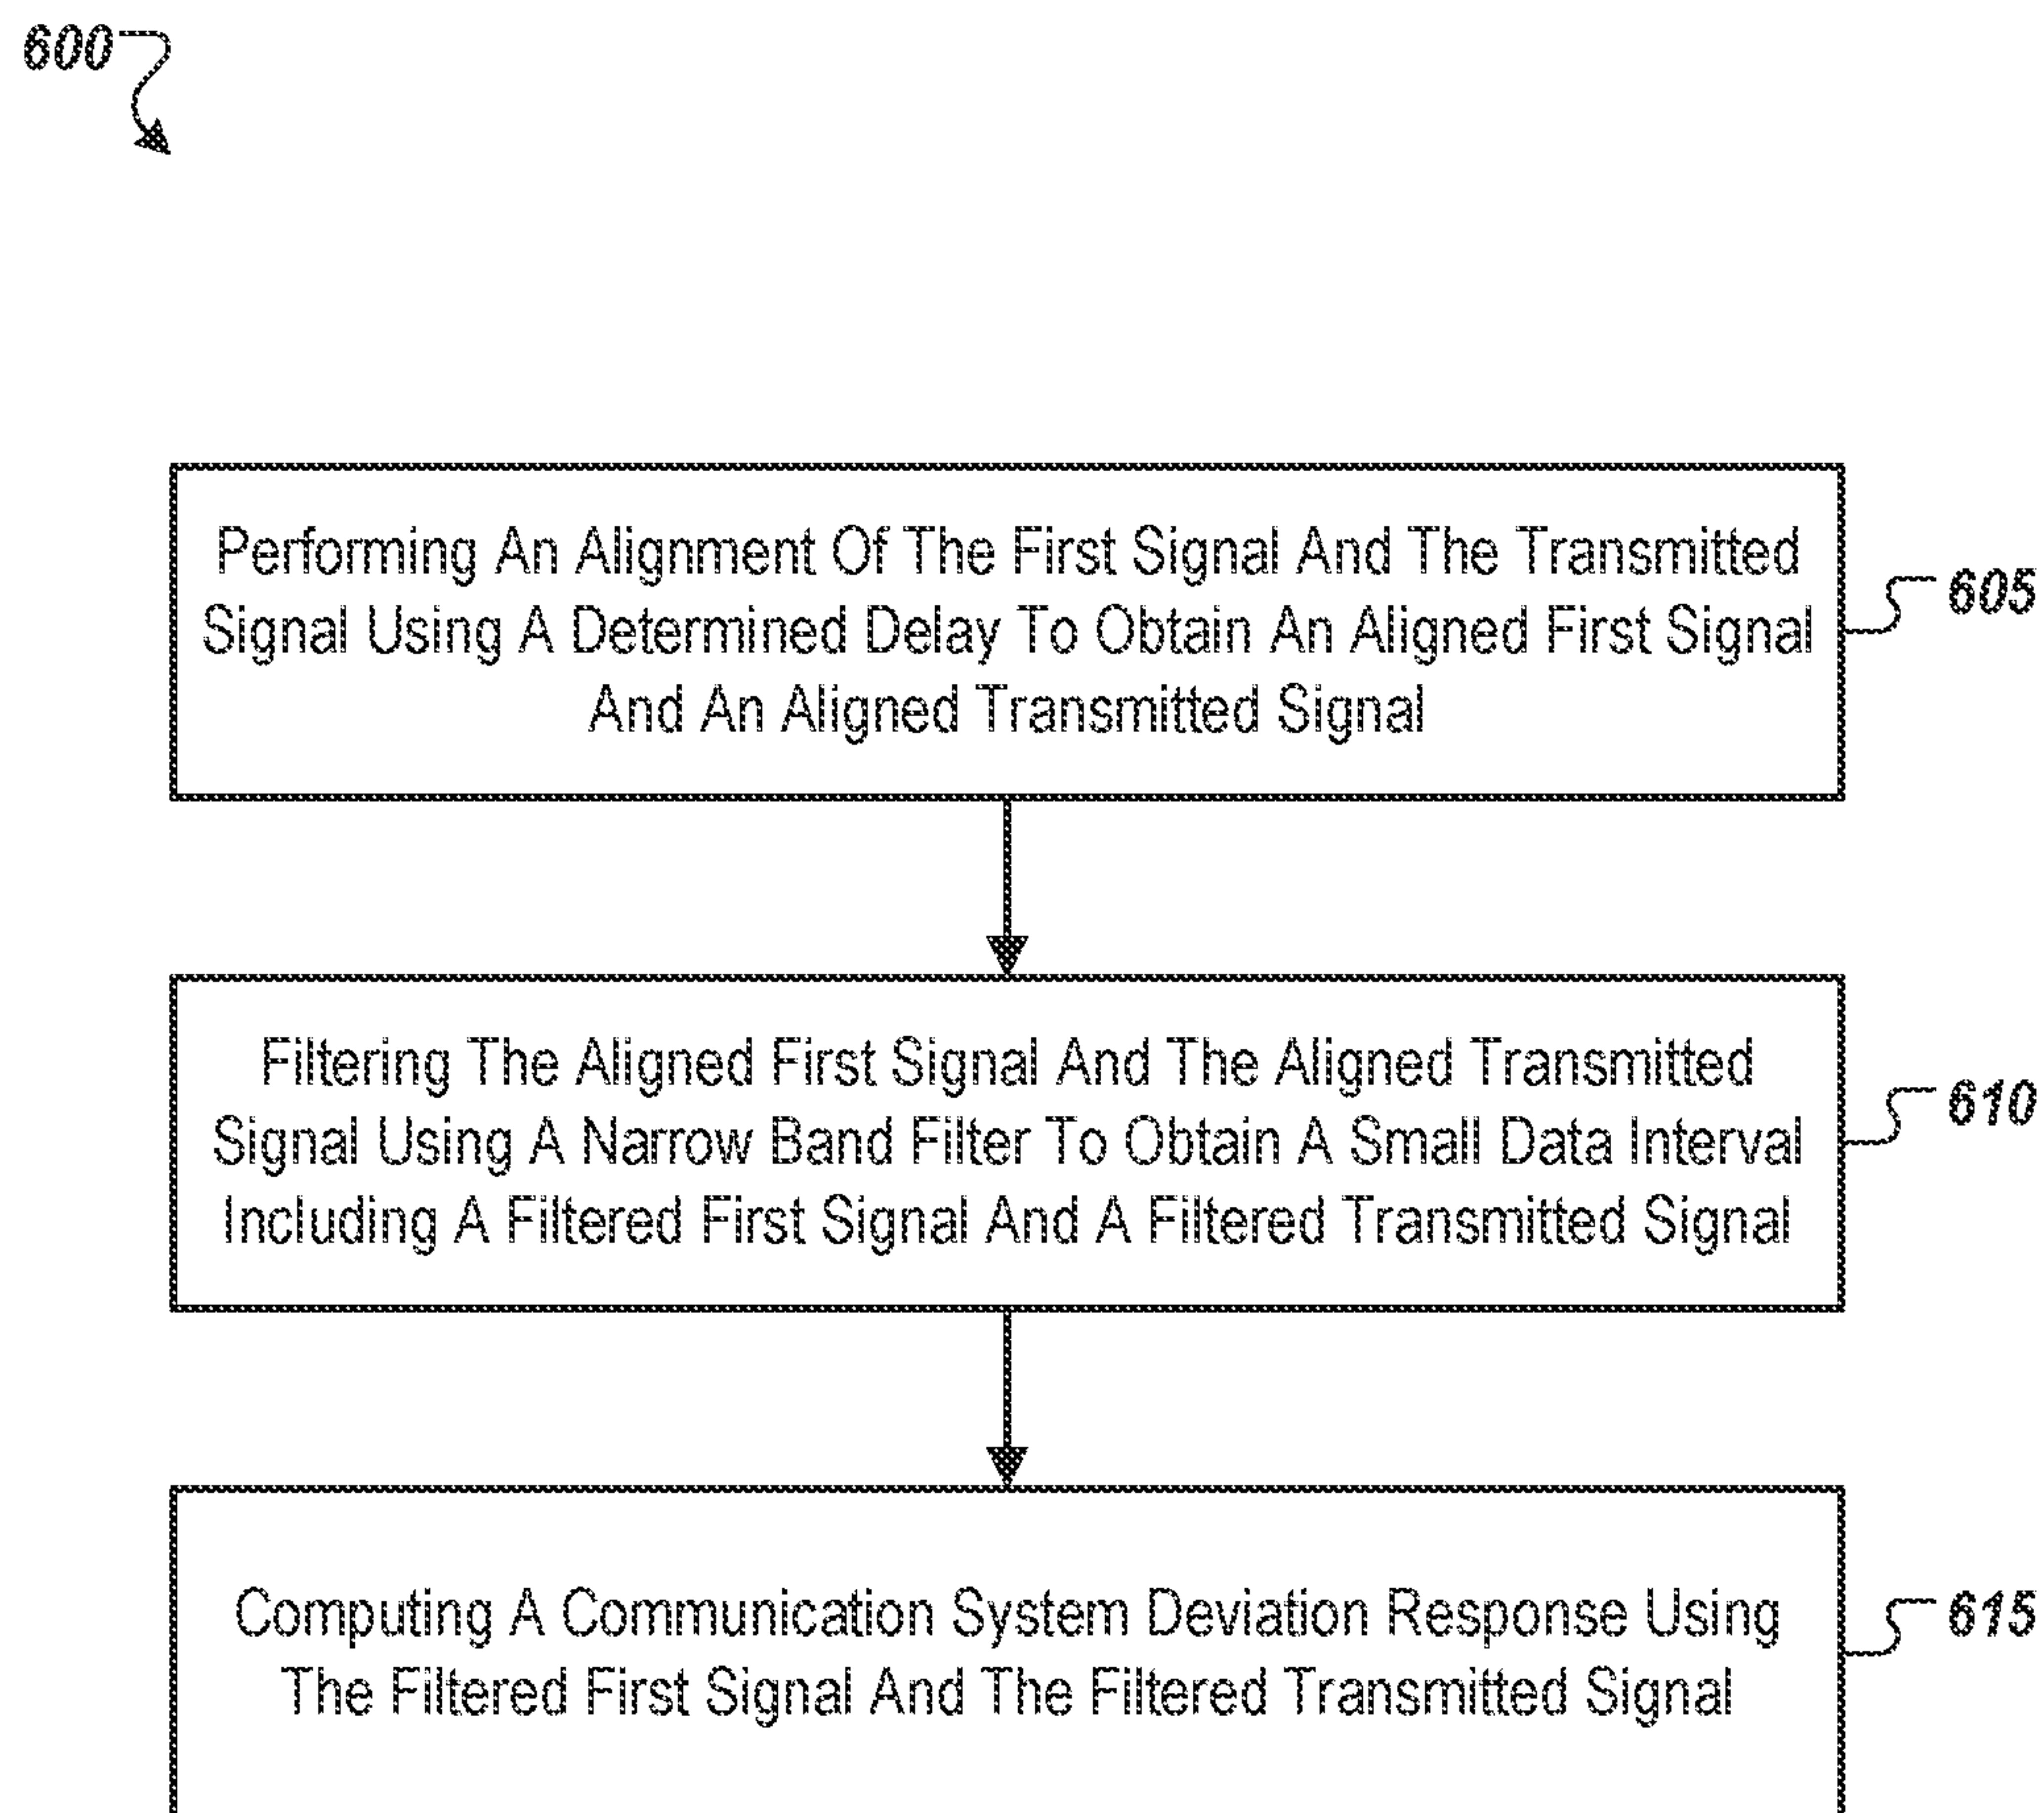 600
Performing An Alignment Of The First Signal And The Transmitted
Signal Using A Determined Delay To Obtain An Aligned First Signal
And An Aligned Transmitted Signal
605
Filtering The Aligned First Signal And The Aligned Transmitted
Signal Using A Narrow Band Filter To Obtain A Small Data Interval
Including A Filtered First Signal And A Filtered Transmitted Signal
610
Computing A Communication System Deviation Response Using
The Filtered First Signal And The Filtered Transmitted Signal
615